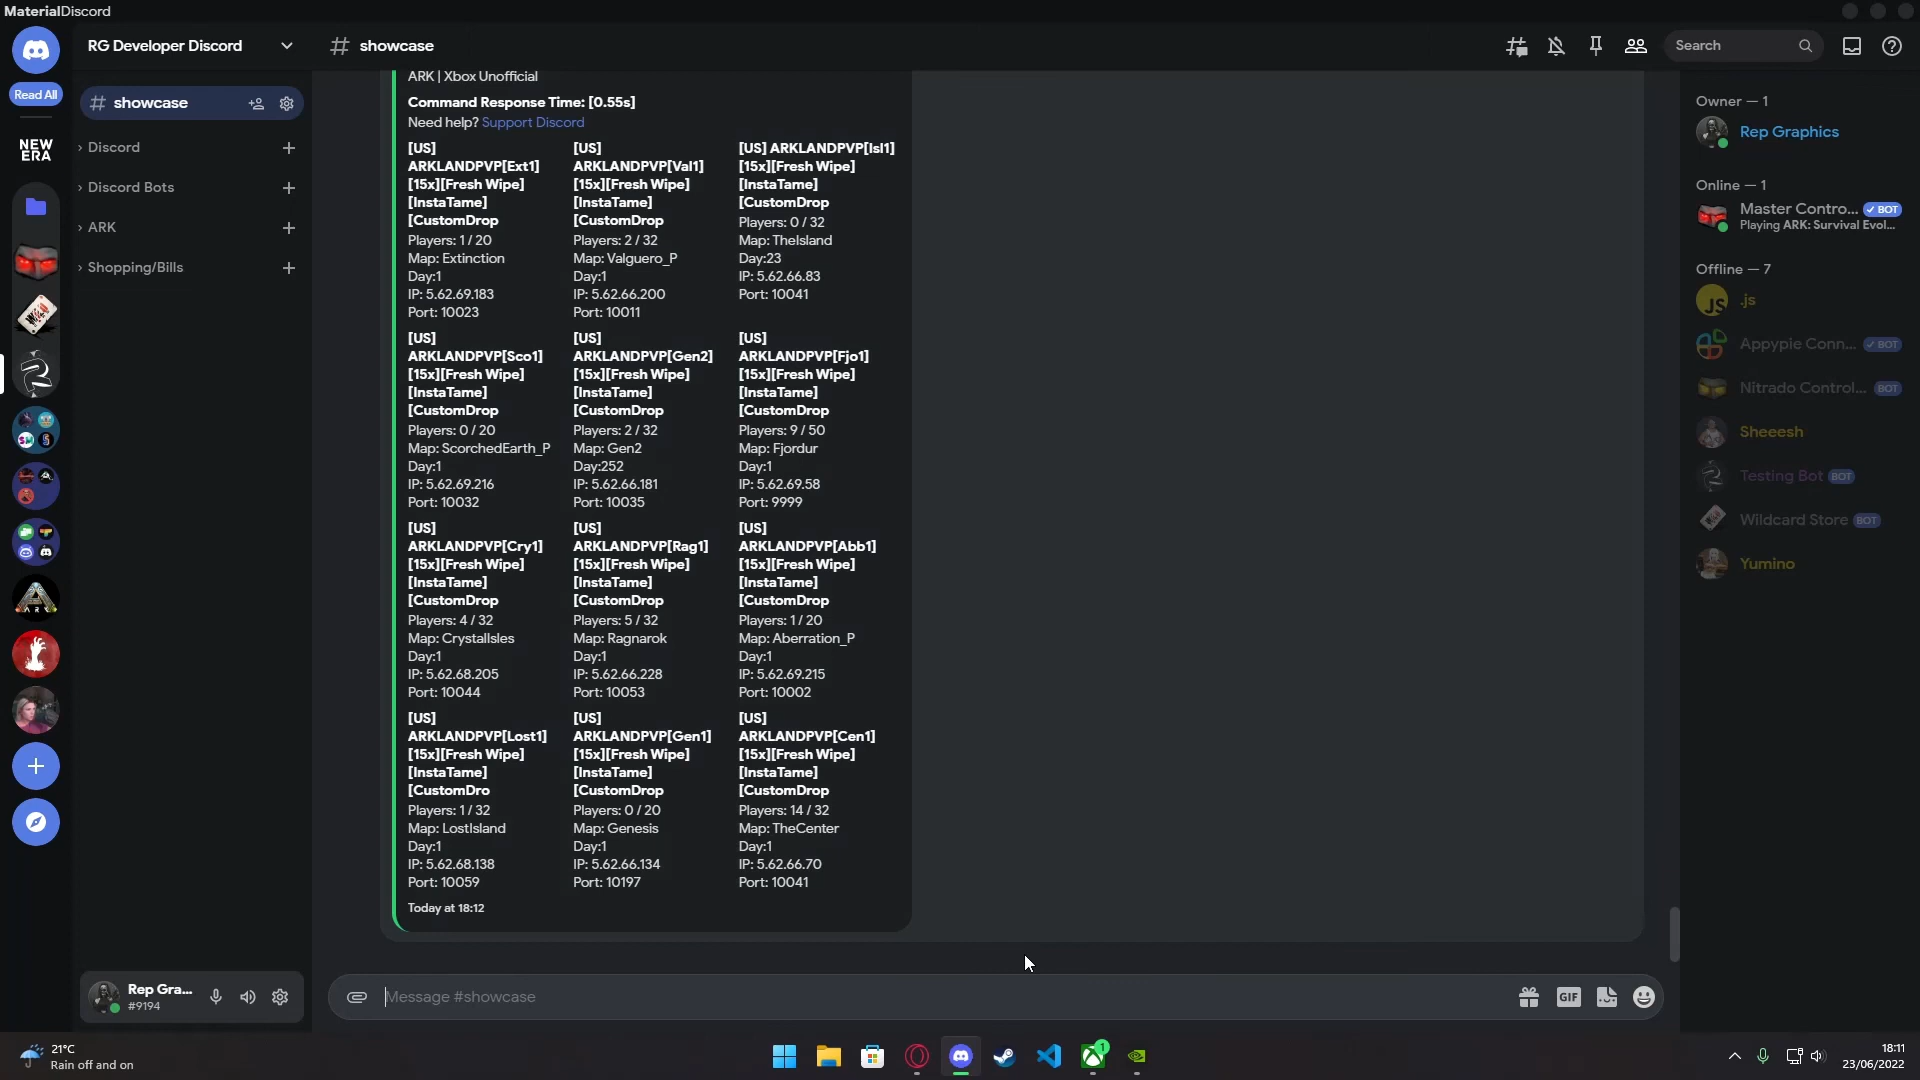 MaterialDiscord
RG Developer Discord
# showcase
Search
Read All
NEW
ERA
# showcase
Discord
Discord Bots
ARK
Shopping/Bills
ARK | Xbox Unofficial
Command Response Time: [0.55s]
Need help? Support Discord
[US]
ARKLANDPVP[Ext1]
[15x][Fresh Wipe]
[InstaTame]
[CustomDrop
Players: 1 / 20
Map: Extinction
Day:1
IP: 5.62.69.183
Port: 10023
[US]
ARKLANDPVP[Val1]
[15x][Fresh Wipe]
[InstaTame]
[CustomDrop
Players: 2 / 32
Map: Valguero_P
Day:1
IP: 5.62.66.200
Port: 10011
[US] ARKLANDPVP[Isl1]
[15x][Fresh Wipe]
[InstaTame]
[CustomDrop
Players: 0 / 32
Map: TheIsland
Day:23
IP: 5.62.66.83
Port: 10041
[US]
ARKLANDPVP[Sco1]
[15x][Fresh Wipe]
[InstaTame]
[CustomDrop
Players: 0 / 20
Map: ScorchedEarth_P
Day:1
IP: 5.62.69.216
Port: 10032
[US]
ARKLANDPVP[Gen2]
[15x][Fresh Wipe]
[InstaTame]
[CustomDrop
Players: 2 / 32
Map: Gen2
Day:252
IP: 5.62.66.181
Port: 10035
[US]
ARKLANDPVP[Fjo1]
[15x][Fresh Wipe]
[InstaTame]
[CustomDrop
Players: 9 / 50
Map: Fjordur
Day:1
IP: 5.62.69.58
Port: 9999
[US]
ARKLANDPVP[Cry1]
[15x][Fresh Wipe]
[InstaTame]
[CustomDrop
Players: 4 / 32
Map: CrystalIsles
Day:1
IP: 5.62.68.205
Port: 10044
[US]
ARKLANDPVP[Rag1]
[15x][Fresh Wipe]
[InstaTame]
[CustomDrop
Players: 5 / 32
Map: Ragnarok
Day:1
IP: 5.62.66.228
Port: 10053
[US]
ARKLANDPVP[Abb1]
[15x][Fresh Wipe]
[InstaTame]
[CustomDrop
Players: 1 / 20
Map: Aberration_P
Day:1
IP: 5.62.69.215
Port: 10002
[US]
ARKLANDPVP[Lost1]
[15x][Fresh Wipe]
[InstaTame]
[CustomDro
Players: 1 / 32
Map: LostIsland
Day:1
IP: 5.62.68.138
Port: 10059
[US]
ARKLANDPVP[Gen1]
[15x][Fresh Wipe]
[InstaTame]
[CustomDrop
Players: 0 / 20
Map: Genesis
Day:1
IP: 5.62.66.134
Port: 10197
[US]
ARKLANDPVP[Cen1]
[15x][Fresh Wipe]
[InstaTame]
[CustomDrop
Players: 14 / 32
Map: TheCenter
Day:1
IP: 5.62.66.70
Port: 10041
Today at 18:12
Message #showcase
GIF
Owner — 1
Rep Graphics
Online — 1
Master Contro... BOT
Playing ARK: Survival Evol...
Offline — 7
JS
.js
Appypie Conn... BOT
Nitrado Control... BOT
Sheeesh
Testing Bot BOT
Wildcard Store BOT
Yumino
Rep Gra...
#9194
21°C
Rain off and on
1
18:11
23/06/2022